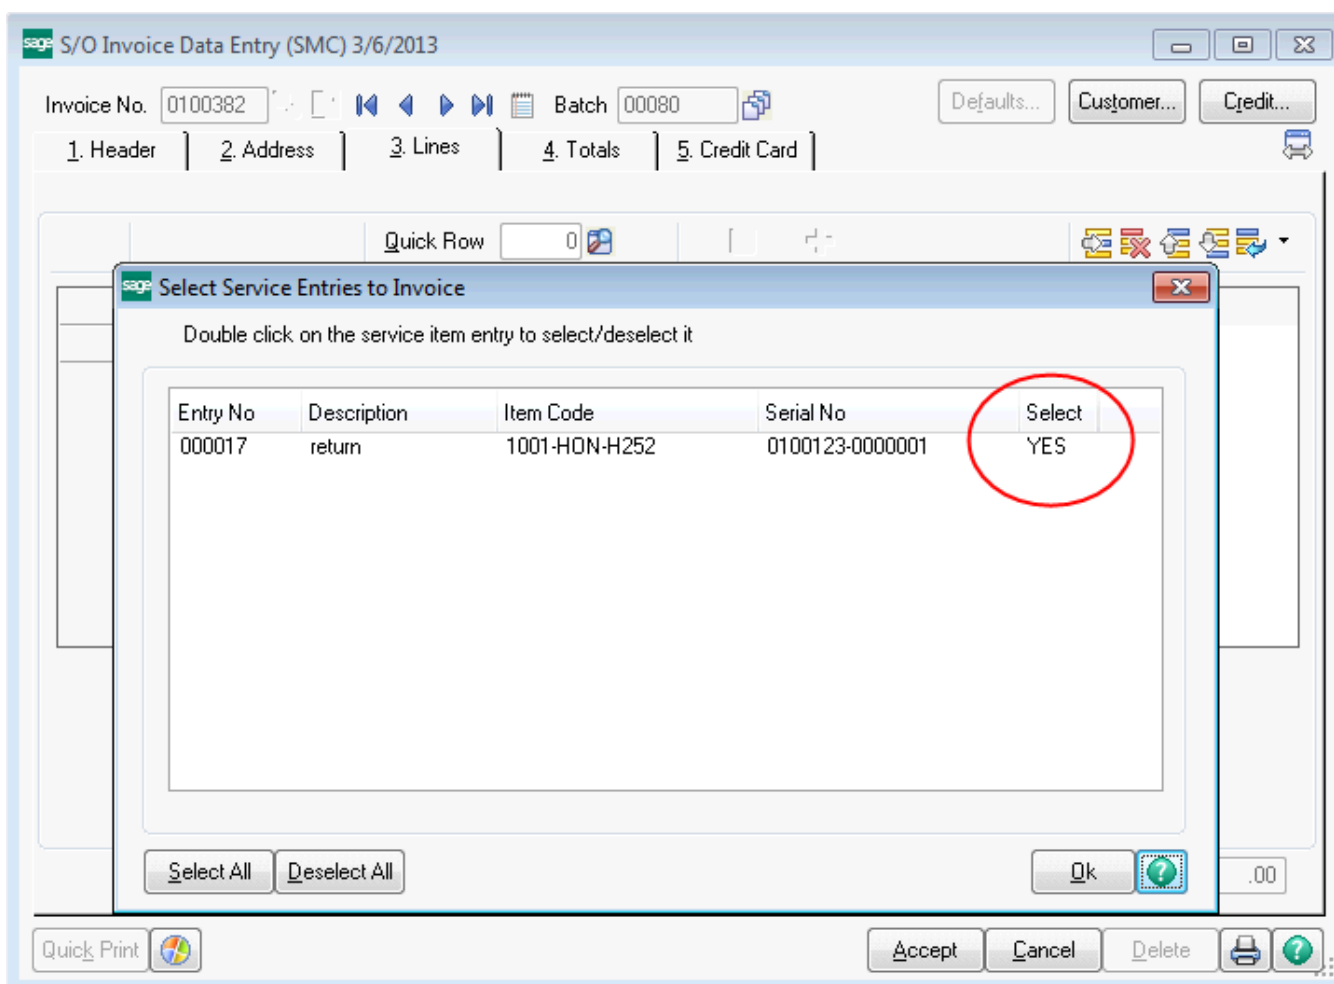 sage S/O Invoice Data Entry (SMC) 3/6/2013
Invoice No. 0100382 Batch 00080 Defaults... Customer... Credit...
1. Header 2. Address 3. Lines 4. Totals 5. Credit Card
Quick Row 0
sage Select Service Entries to Invoice
Double click on the service item entry to select/deselect it
Entry No Description Item Code Serial No Select
000017 return 1001-HON-H252 0100123-0000001 YES
Select All Deselect All Ok ? .00
Quick Print Accept Cancel Delete ?